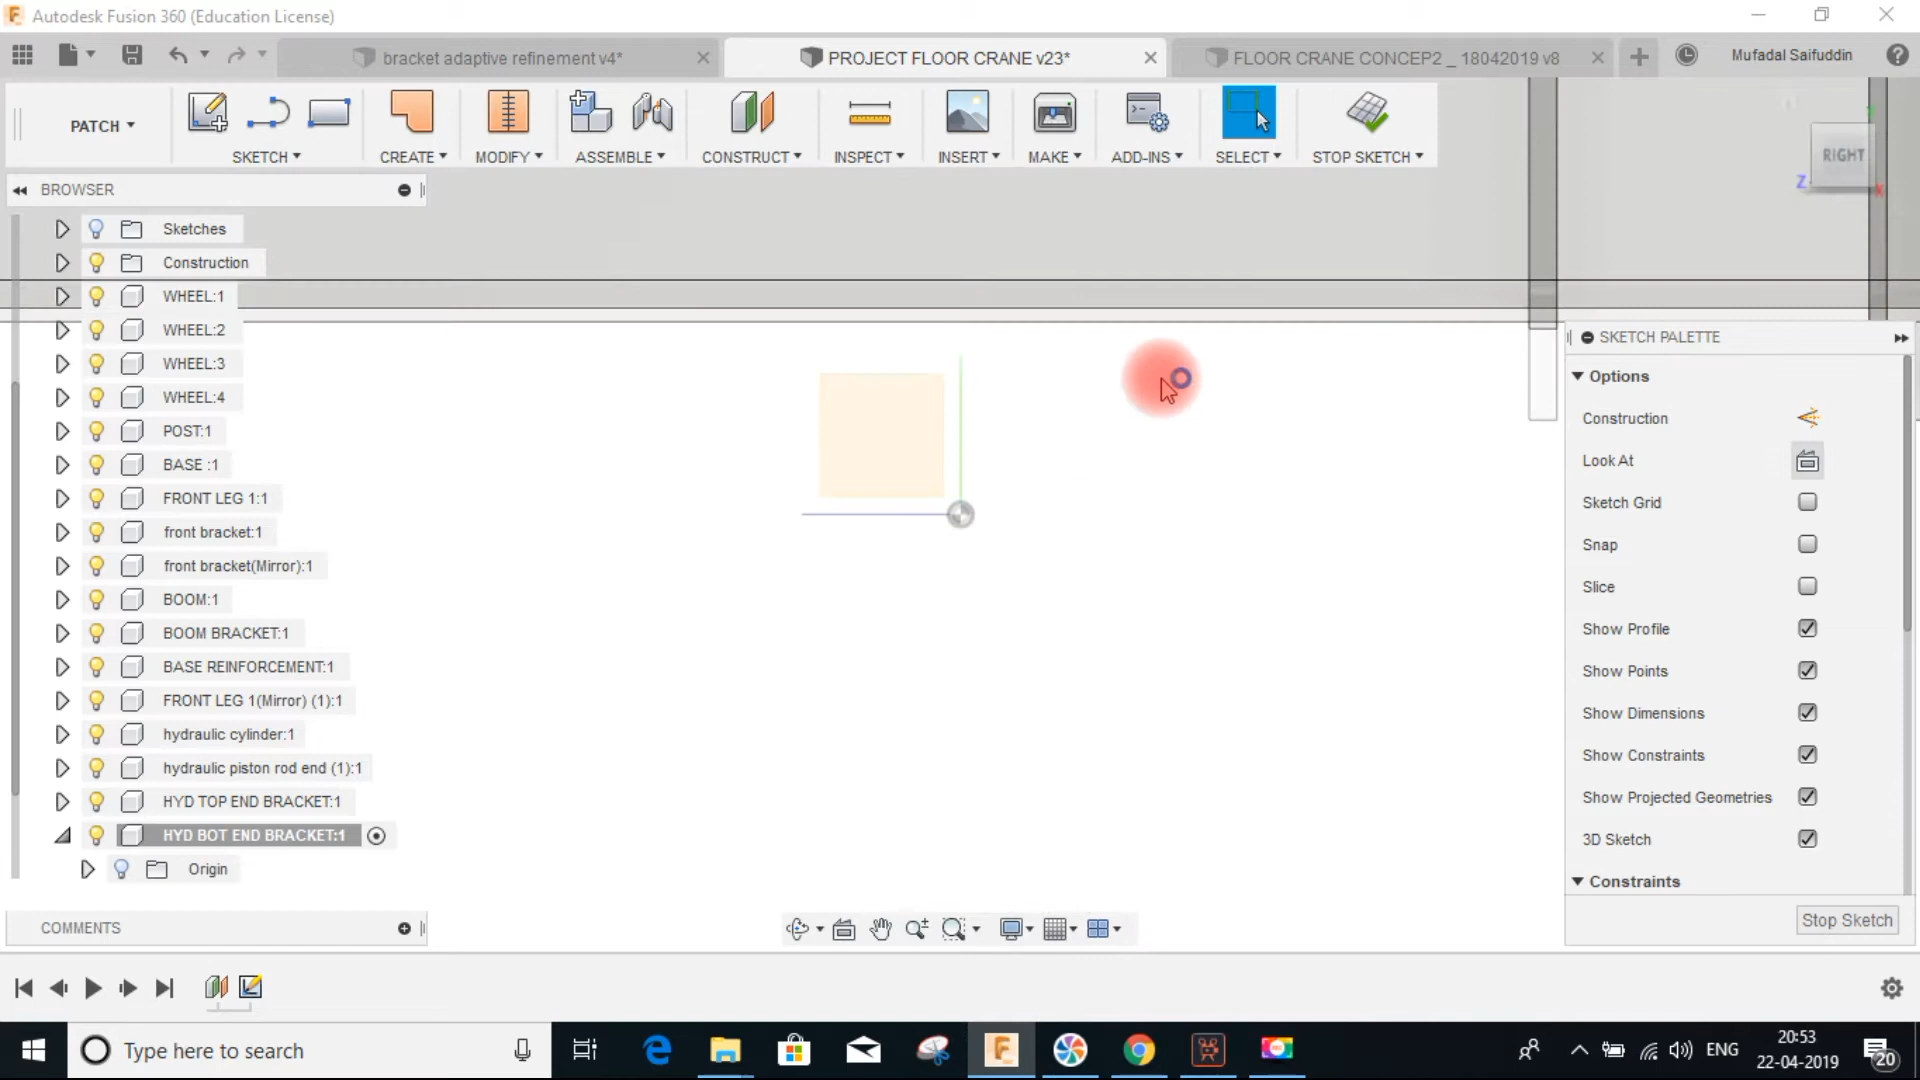 Autodesk Fusion 360 (Education License)
bracket adaptive refinement v4*
PROJECT FLOOR CRANE v23*
FLOOR CRANE CONCEP2 _ 18042019 v8
Mufadal Saifuddin
PATCH
SKETCH
CREATE
MODIFY
ASSEMBLE
CONSTRUCT
INSPECT
INSERT
MAKE
ADD-INS
SELECT
STOP SKETCH
RIGHT
Z
X
Y
BROWSER
Sketches
Construction
WHEEL:1
WHEEL:2
WHEEL:3
WHEEL:4
POST:1
BASE :1
FRONT LEG 1:1
front bracket:1
front bracket(Mirror):1
BOOM:1
BOOM BRACKET:1
BASE REINFORCEMENT:1
FRONT LEG 1(Mirror) (1):1
hydraulic cylinder:1
hydraulic piston rod end (1):1
HYD TOP END BRACKET:1
HYD BOT END BRACKET:1
Origin
SKETCH PALETTE
Options
Construction
Look At
Sketch Grid
Snap
Slice
Show Profile
Show Points
Show Dimensions
Show Constraints
Show Projected Geometries
3D Sketch
Constraints
Stop Sketch
COMMENTS
Type here to search
ENG
20:53
22-04-2019
20